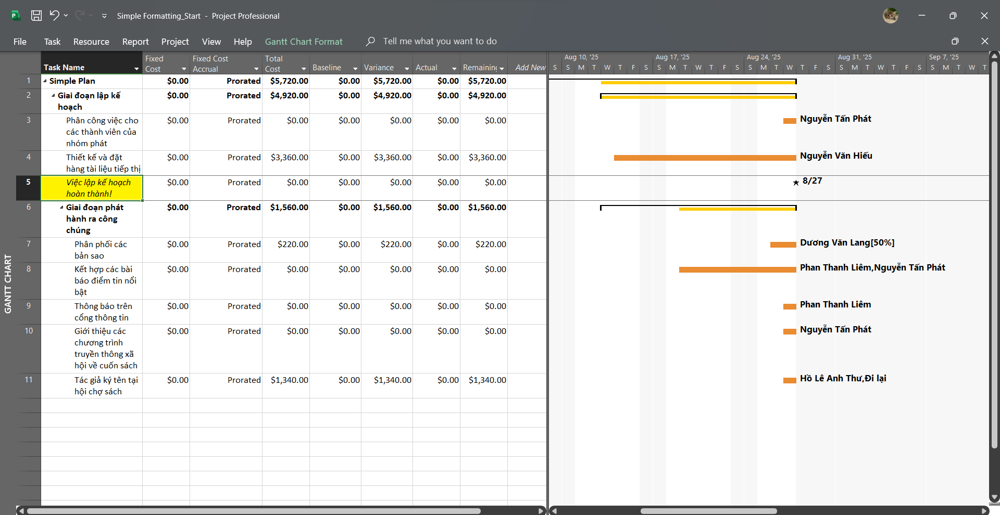 Simple Formatting_Start - Project Professional
File Task Resource Report Project View Help Gantt Chart Format Tell me what you want to do
Task Name Fixed Cost Fixed Cost Accrual Total Cost Baseline Variance Actual Remaining Add New
Aug 10, '25 Aug 17, '25 Aug 24, '25 Aug 31, '25 Sep 7, '25
S S M T W T F S S M T W T F S S M T W T F S S M T W T F S S M T W T
GANTT CHART
1 Simple Plan $0.00 Prorated $5,720.00 $0.00 $5,720.00 $0.00 $5,720.00
2 Giai đoạn lập kế $0.00 Prorated $4,920.00 $0.00 $4,920.00 $0.00 $4,920.00
hoạch
3 Phân công việc cho $0.00 Prorated $0.00 $0.00 $0.00 $0.00 $0.00 Nguyễn Tấn Phát
các thành viên của
nhóm phát
4 Thiết kế và đặt $0.00 Prorated $3,360.00 $0.00 $3,360.00 $0.00 $3,360.00 Nguyễn Văn Hiếu
hàng tài liệu tiếp thị
5 Việc lập kế hoạch $0.00 Prorated $0.00 $0.00 $0.00 $0.00 $0.00 8/27
hoàn thành!
6 Giai đoạn phát $0.00 Prorated $1,560.00 $0.00 $1,560.00 $0.00 $1,560.00
hành ra công
chúng
7 Phân phối các $0.00 Prorated $220.00 $0.00 $220.00 $0.00 $220.00 Dương Văn Lang[50%]
bản sao
8 Kết hợp các bài $0.00 Prorated $0.00 $0.00 $0.00 $0.00 $0.00 Phan Thanh Liêm,Nguyễn Tấn Phát
báo điểm tin nổi
bật
9 Thông báo trên $0.00 Prorated $0.00 $0.00 $0.00 $0.00 $0.00 Phan Thanh Liêm
cổng thông tin
10 Giới thiệu các $0.00 Prorated $0.00 $0.00 $0.00 $0.00 $0.00 Nguyễn Tấn Phát
chương trình
truyền thông xã
hội về cuốn sách
11 Tác giả ký tên tại $0.00 Prorated $1,340.00 $0.00 $1,340.00 $0.00 $1,340.00 Hồ Lê Anh Thư,Đi lại
hội chợ sách